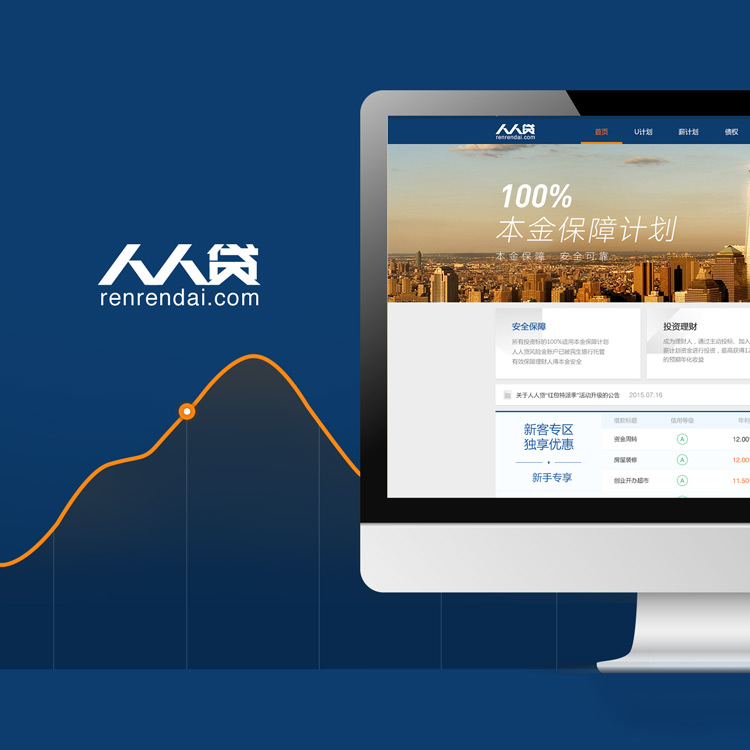 人人贷
renrendai.com
人人贷
renrendai.com
首页 U计划 薪计划 债权
100%
本金保障计划
本金保障 安全可靠
安全保障
所有投资标的100%适用本金保障计划
人人贷风险金账户已被民生银行托管
有效保障理财人得本金安全
投资理财
成为理财人，通过主动投标、加入
薪计划资金进行投资，最高获得12
的预期年化收益
关于人人贷“红包特派季”活动升级的公告 2015.07.16
新客专区
独享优惠
新手专享
借款标题 信用等级 年利
资金周转 A 12.00
房屋装修 A 12.00
创业开办超市 A 11.50